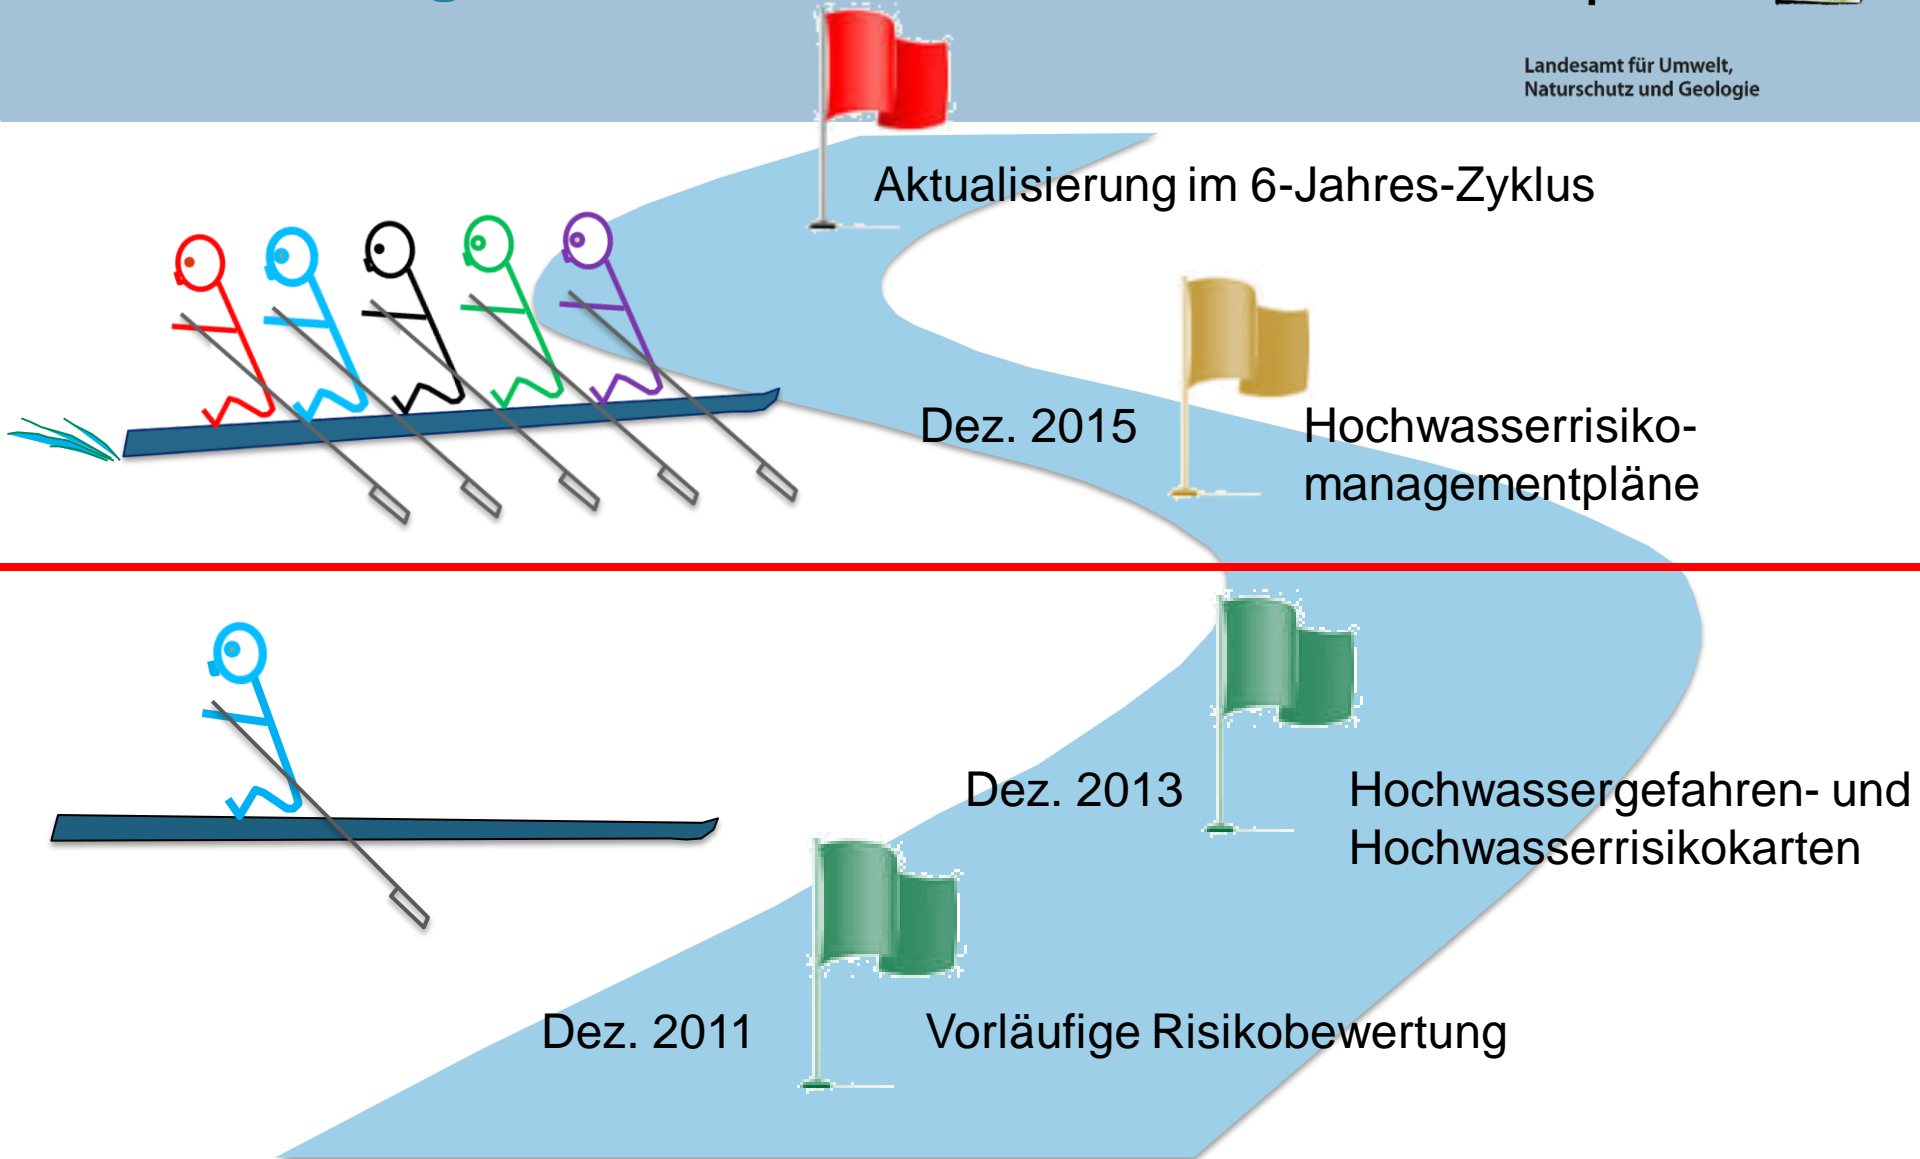 Landesamt für Umwelt,
Naturschutz und Geologie
Aktualisierung im 6-Jahres-Zyklus
Dez. 2015
Hochwasserrisiko-
managementpläne
Dez. 2013
Hochwassergefahren- und
Hochwasserrisikokarten
Dez. 2011
Vorläufige Risikobewertung